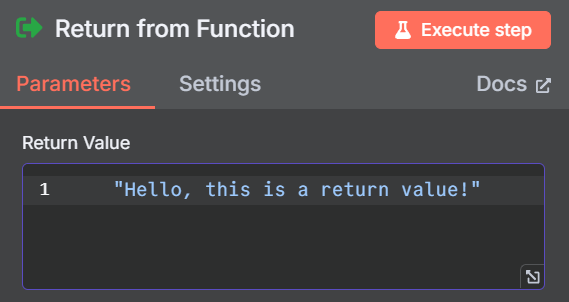 Return from Function
Execute step
Parameters
Settings
Docs
Return Value
1 "Hello, this is a return value!"